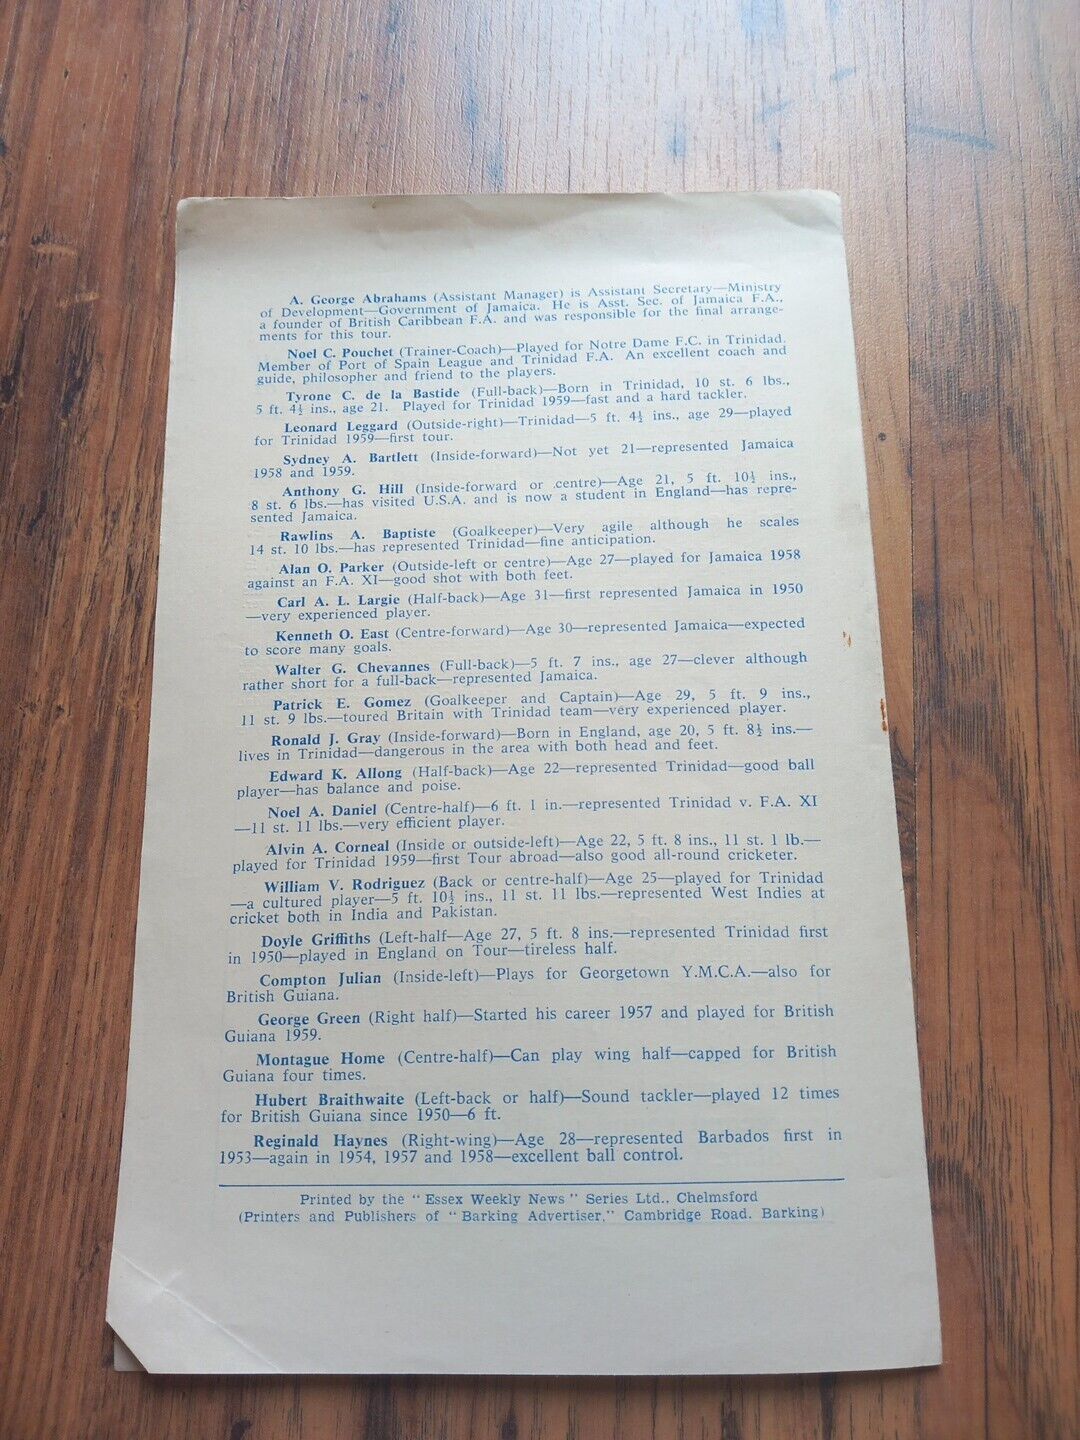 A. George Abrahams (Assistant Manager) is Assistant Secretary—Ministry
of Development—Government of Jamaica. He is Asst. Sec. of Jamaica F.A.,
a founder of British Caribbean F.A. and was responsible for the final arrange-
ments for this tour.
Noel C. Pouchet (Trainer-Coach)—Played for Notre Dame F.C. in Trinidad.
Member of Port of Spain League and Trinidad F.A. An excellent coach and
guide, philosopher and friend to the players.
Tyrone C. de la Bastide (Full-back)—Born in Trinidad, 10 st. 6 lbs.,
5 ft. 4½ ins., age 21. Played for Trinidad 1959—fast and a hard tackler.
Leonard Leggard (Outside-right)—Trinidad—5 ft. 4½ ins., age 29—played
for Trinidad 1959—first tour.
Sydney A. Bartlett (Inside-forward)—Not yet 21—represented Jamaica
1958 and 1959.
Anthony G. Hill (Inside-forward or centre)—Age 21, 5 ft. 10½ ins.,
8 st. 6 lbs.—has visited U.S.A. and is now a student in England—has repre-
sented Jamaica.
Rawlins A. Baptiste (Goalkeeper)—Very agile although he scales
14 st. 10 lbs.—has represented Trinidad—fine anticipation.
Alan O. Parker (Outside-left or centre)—Age 27—played for Jamaica 1958
against an F.A. XI—good shot with both feet.
Carl A. L. Largie (Half-back)—Age 31—first represented Jamaica in 1950
—very experienced player.
Kenneth O. East (Centre-forward)—Age 30—represented Jamaica—expected
to score many goals.
Walter G. Chevannes (Full-back)—5 ft. 7 ins., age 27—clever although
rather short for a full-back—represented Jamaica.
Patrick E. Gomez (Goalkeeper and Captain)—Age 29, 5 ft. 9 ins.,
11 st. 9 lbs.—toured Britain with Trinidad team—very experienced player.
Ronald J. Gray (Inside-forward)—Born in England, age 20, 5 ft. 8½ ins.—
lives in Trinidad—dangerous in the area with both head and feet.
Edward K. Allong (Half-back)—Age 22—represented Trinidad—good ball
player—has balance and poise.
Noel A. Daniel (Centre-half)—6 ft. 1 in.—represented Trinidad v. F.A. XI
—11 st. 11 lbs.—very efficient player.
Alvin A. Corneal (Inside or outside-left)—Age 22, 5 ft. 8 ins., 11 st. 1 lb.—
played for Trinidad 1959—first Tour abroad—also good all-round cricketer.
William V. Rodriguez (Back or centre-half)—Age 25—played for Trinidad
—a cultured player—5 ft. 10½ ins., 11 st. 11 lbs.—represented West Indies at
cricket both in India and Pakistan.
Doyle Griffiths (Left-half—Age 27, 5 ft. 8 ins.—represented Trinidad first
in 1950—played in England on Tour—tireless half.
Compton Julian (Inside-left)—Plays for Georgetown Y.M.C.A.—also for
British Guiana.
George Green (Right half)—Started his career 1957 and played for British
Guiana 1959.
Montague Home (Centre-half)—Can play wing half—capped for British
Guiana four times.
Hubert Braithwaite (Left-back or half)—Sound tackler—played 12 times
for British Guiana since 1950—6 ft.
Reginald Haynes (Right-wing)—Age 28—represented Barbados first in
1953—again in 1954, 1957 and 1958—excellent ball control.
Printed by the "Essex Weekly News" Series Ltd., Chelmsford
(Printers and Publishers of "Barking Advertiser," Cambridge Road, Barking)